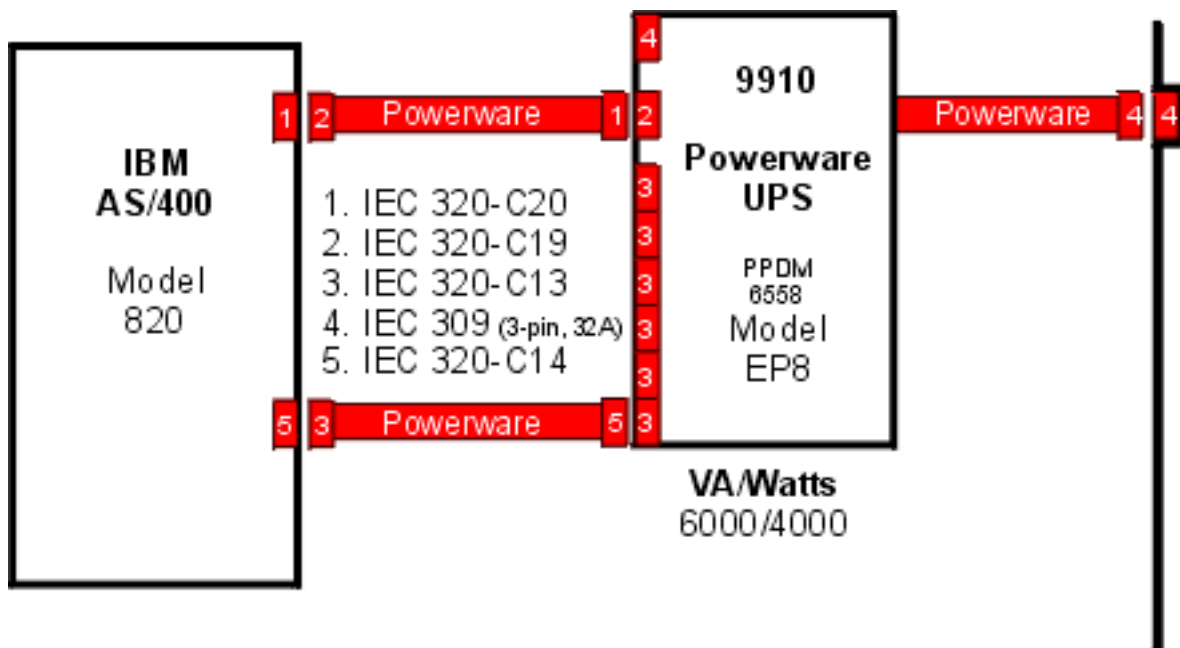 IBM
AS/400
Model
820
1
2
Powerware
1
5
3
Powerware
5
1. IEC 320-C20
2. IEC 320-C19
3. IEC 320-C13
4. IEC 309 (3-pin, 32A)
5. IEC 320-C14
4
2
3
3
3
3
3
3
9910
Powerware
UPS
PPDM
6558
Model
EP8
VA/Watts
6000/4000
Powerware
4
4